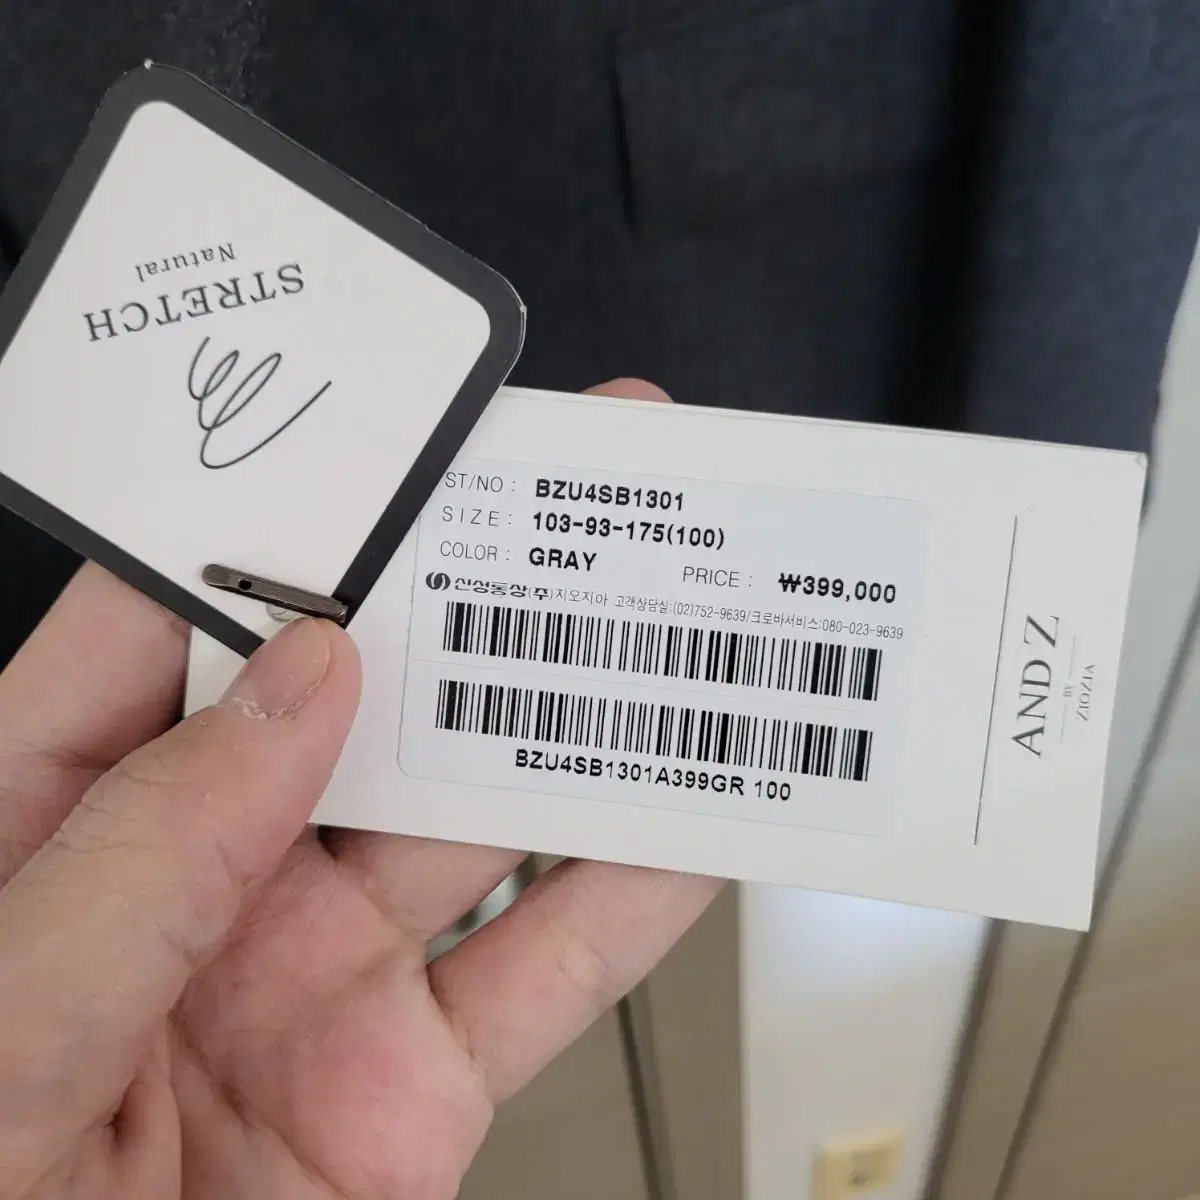 Natural
STRETCH
ST/NO : BZU4SB1301
SIZE : 103-93-175(100)
COLOR : GRAY
PRICE : ₩399,000
신성통상(주)지오지아 고객상담실:(02)752-9639/크로바서비스:080-023-9639
BZU4SB1301A399GR 100
AND Z
BY
ZIOZIA